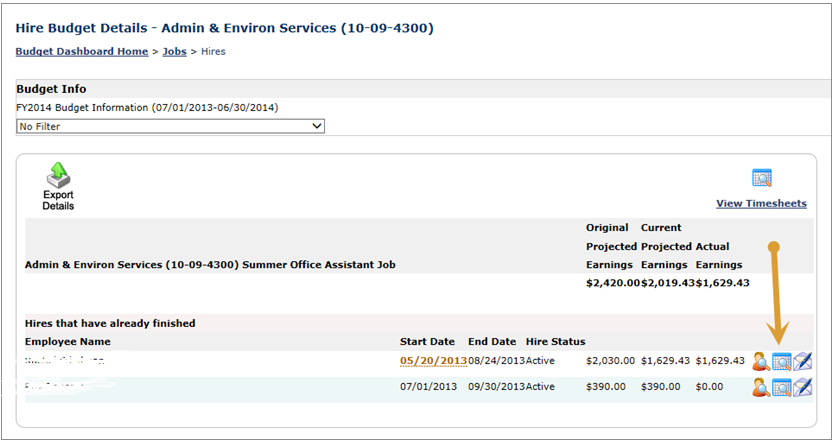 Hire Budget Details - Admin & Environ Services (10-09-4300)
Budget Dashboard Home > Jobs > Hires
Budget Info
FY2014 Budget Information (07/01/2013-06/30/2014)
No Filter
Export
Details
View Timesheets
Original Current
Projected Projected Actual
Admin & Environ Services (10-09-4300) Summer Office Assistant Job Earnings Earnings Earnings
$2,420.00 $2,019.43 $1,629.43
Hires that have already finished
Employee Name Start Date End Date Hire Status
05/20/2013 08/24/2013 Active $2,030.00 $1,629.43 $1,629.43
07/01/2013 09/30/2013 Active $390.00 $390.00 $0.00